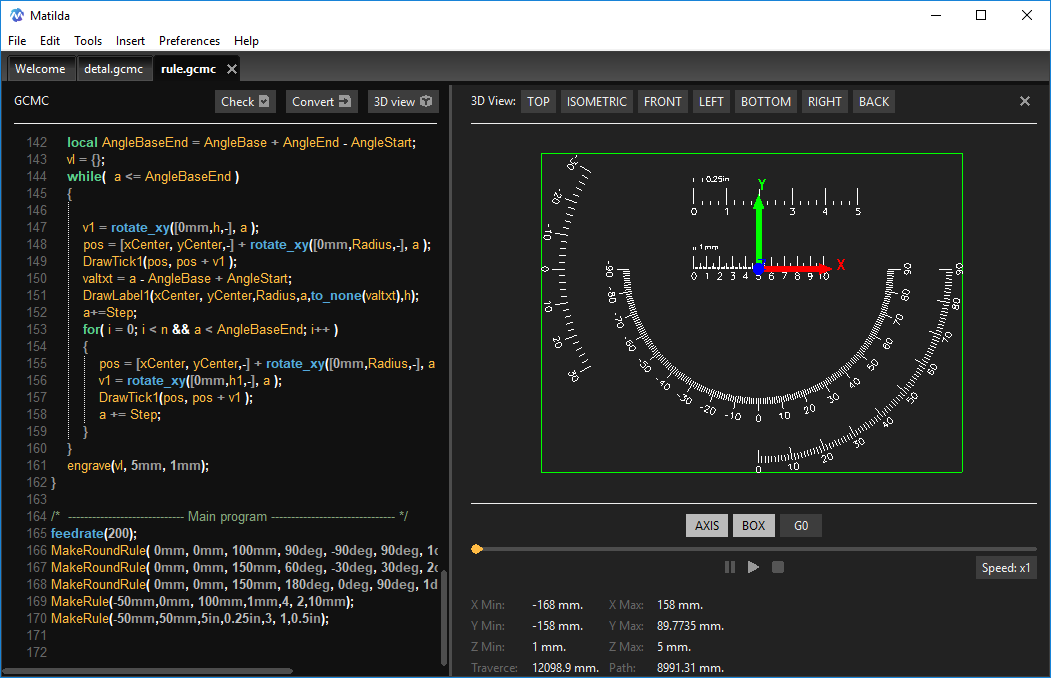 Matilda
File Edit Tools Insert Preferences Help
Welcome detal.gcmc rule.gcmc
GCMC Check Convert 3D view
142 local AngleBaseEnd = AngleBase + AngleEnd - AngleStart;
143 vl = {};
144 while( a <= AngleBaseEnd )
145 {
146
147 v1 = rotate_xy([0mm,h,-], a );
148 pos = [xCenter, yCenter,-] + rotate_xy([0mm,Radius,-], a );
149 DrawTick1(pos, pos + v1 );
150 valtxt = a - AngleBase + AngleStart;
151 DrawLabel1(xCenter, yCenter,Radius,a,to_none(valtxt),h);
152 a+=Step;
153 for( i = 0; i < n && a < AngleBaseEnd; i++ )
154 {
155 pos = [xCenter, yCenter,-] + rotate_xy([0mm,Radius,-], a
156 v1 = rotate_xy([0mm,h1,-], a );
157 DrawTick1(pos, pos + v1 );
158 a += Step;
159 }
160 }
161 engrave(vl, 5mm, 1mm);
162 }
163
164 /* ---------------------------- Main program ------------------------------ */
165 feedrate(200);
166 MakeRoundRule( 0mm, 0mm, 100mm, 90deg, -90deg, 90deg, 1d
167 MakeRoundRule( 0mm, 0mm, 150mm, 60deg, -30deg, 30deg, 2d
168 MakeRoundRule( 0mm, 0mm, 150mm, 180deg, 0deg, 90deg, 1d
169 MakeRule(-50mm,0mm, 100mm,1mm,4, 2,10mm);
170 MakeRule(-50mm,50mm,5in,0.25in,3, 1,0.5in);
171
172
3D View: TOP ISOMETRIC FRONT LEFT BOTTOM RIGHT BACK
-30
-20
-10
0
10
20
30
0.25in
Y
0 1 3 4 5
1mm
X
0 1 2 3 4 5 6 7 8 9 10
-90 -80 -70 -60 -50 -40 -30 -20 -10 0 10 20 30 40 50 60 70 80 90
0 10 20 30 40 50 60 70 80 90
AXIS BOX G0
Speed: x1
X Min: -168 mm. X Max: 158 mm.
Y Min: -158 mm. Y Max: 89.7735 mm.
Z Min: 1 mm. Z Max: 5 mm.
Traverce: 12098.9 mm. Path: 8991.31 mm.